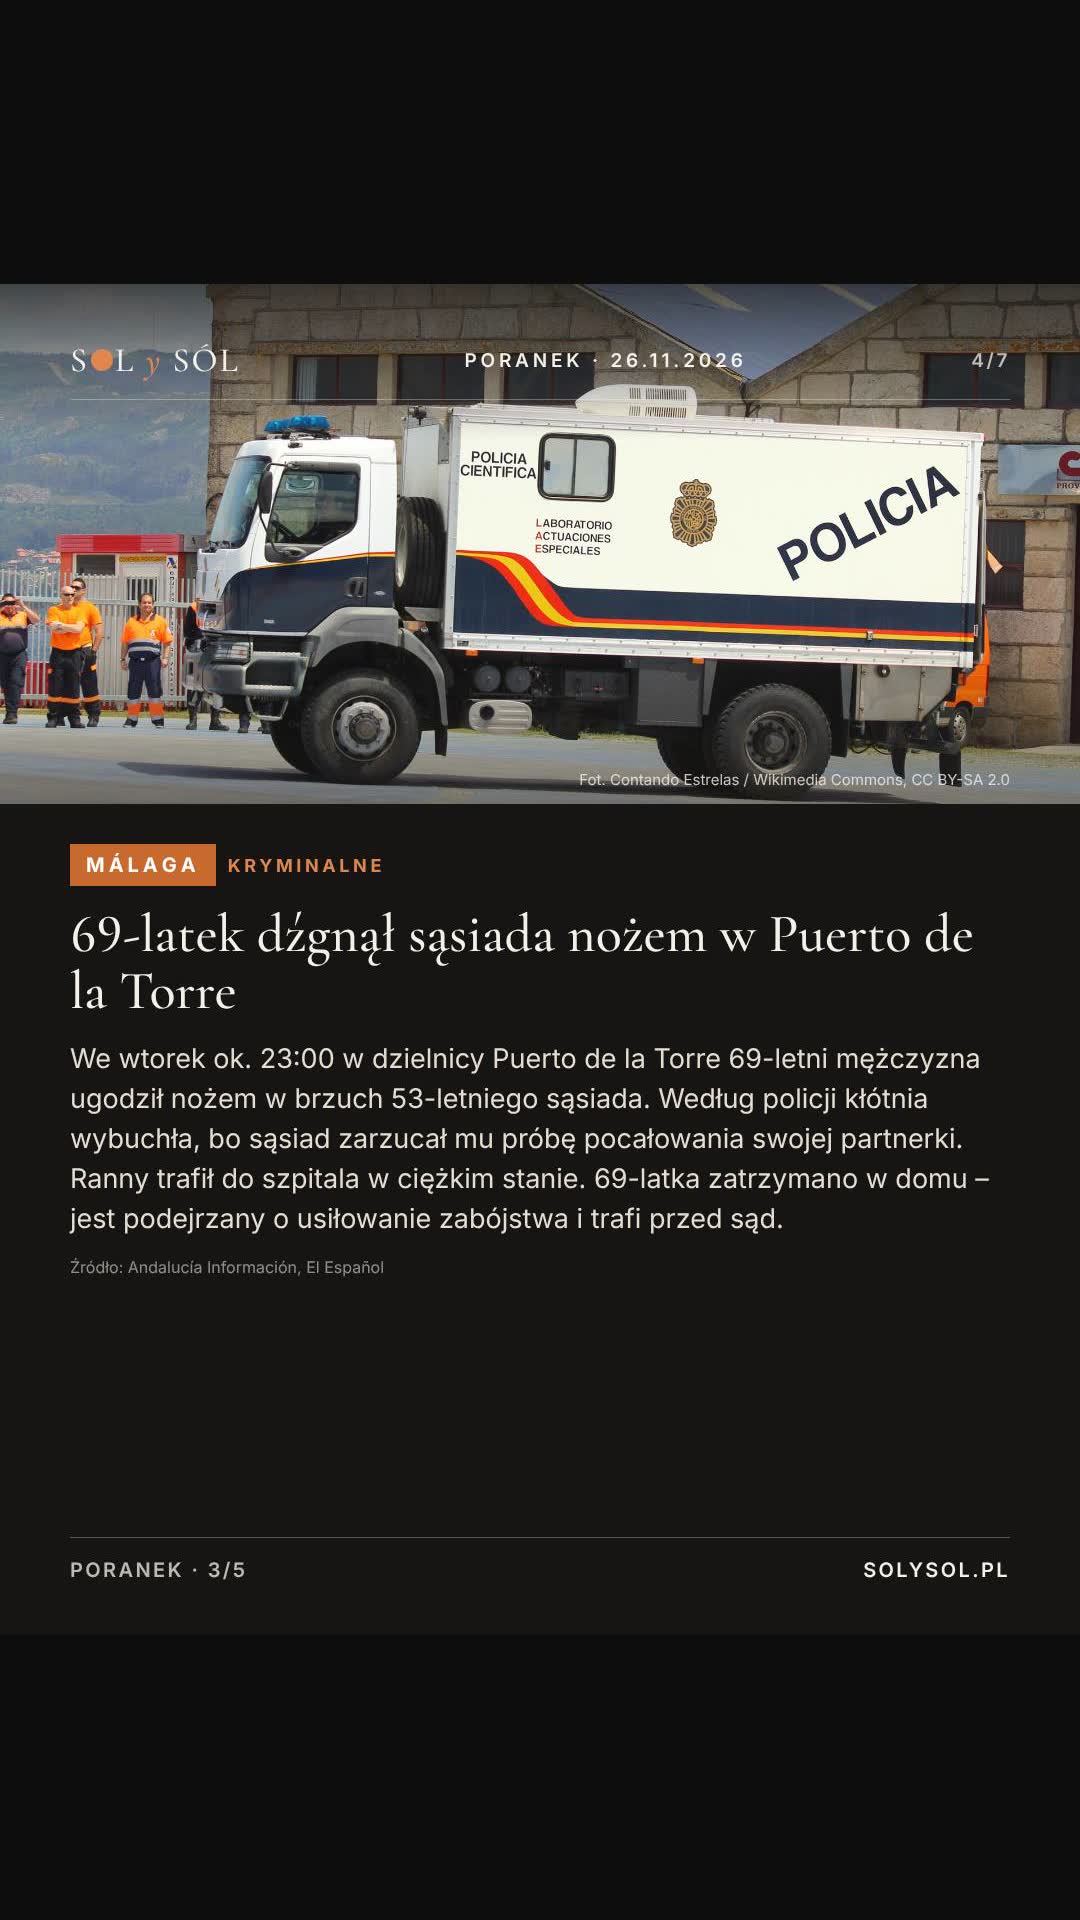 SOL y SÓL
PORANEK · 26.11.2026
4/7
POLICIA
CIENTIFICA
LABORATORIO
ACTUACIONES
ESPECIALES
POLICIA
Fot. Contando Estrelas / Wikimedia Commons, CC BY-SA 2.0
MÁLAGA KRYMINALNE
69-latek dźgnął sąsiada nożem w Puerto de
la Torre
We wtorek ok. 23:00 w dzielnicy Puerto de la Torre 69-letni mężczyzna
ugodził nożem w brzuch 53-letniego sąsiada. Według policji kłótnia
wybuchła, bo sąsiad zarzucał mu próbę pocałowania swojej partnerki.
Ranny trafił do szpitala w ciężkim stanie. 69-latka zatrzymano w domu –
jest podejrzany o usiłowanie zabójstwa i trafi przed sąd.
Źródło: Andalucía Información, El Español
PORANEK · 3/5
SOLYSOL.PL